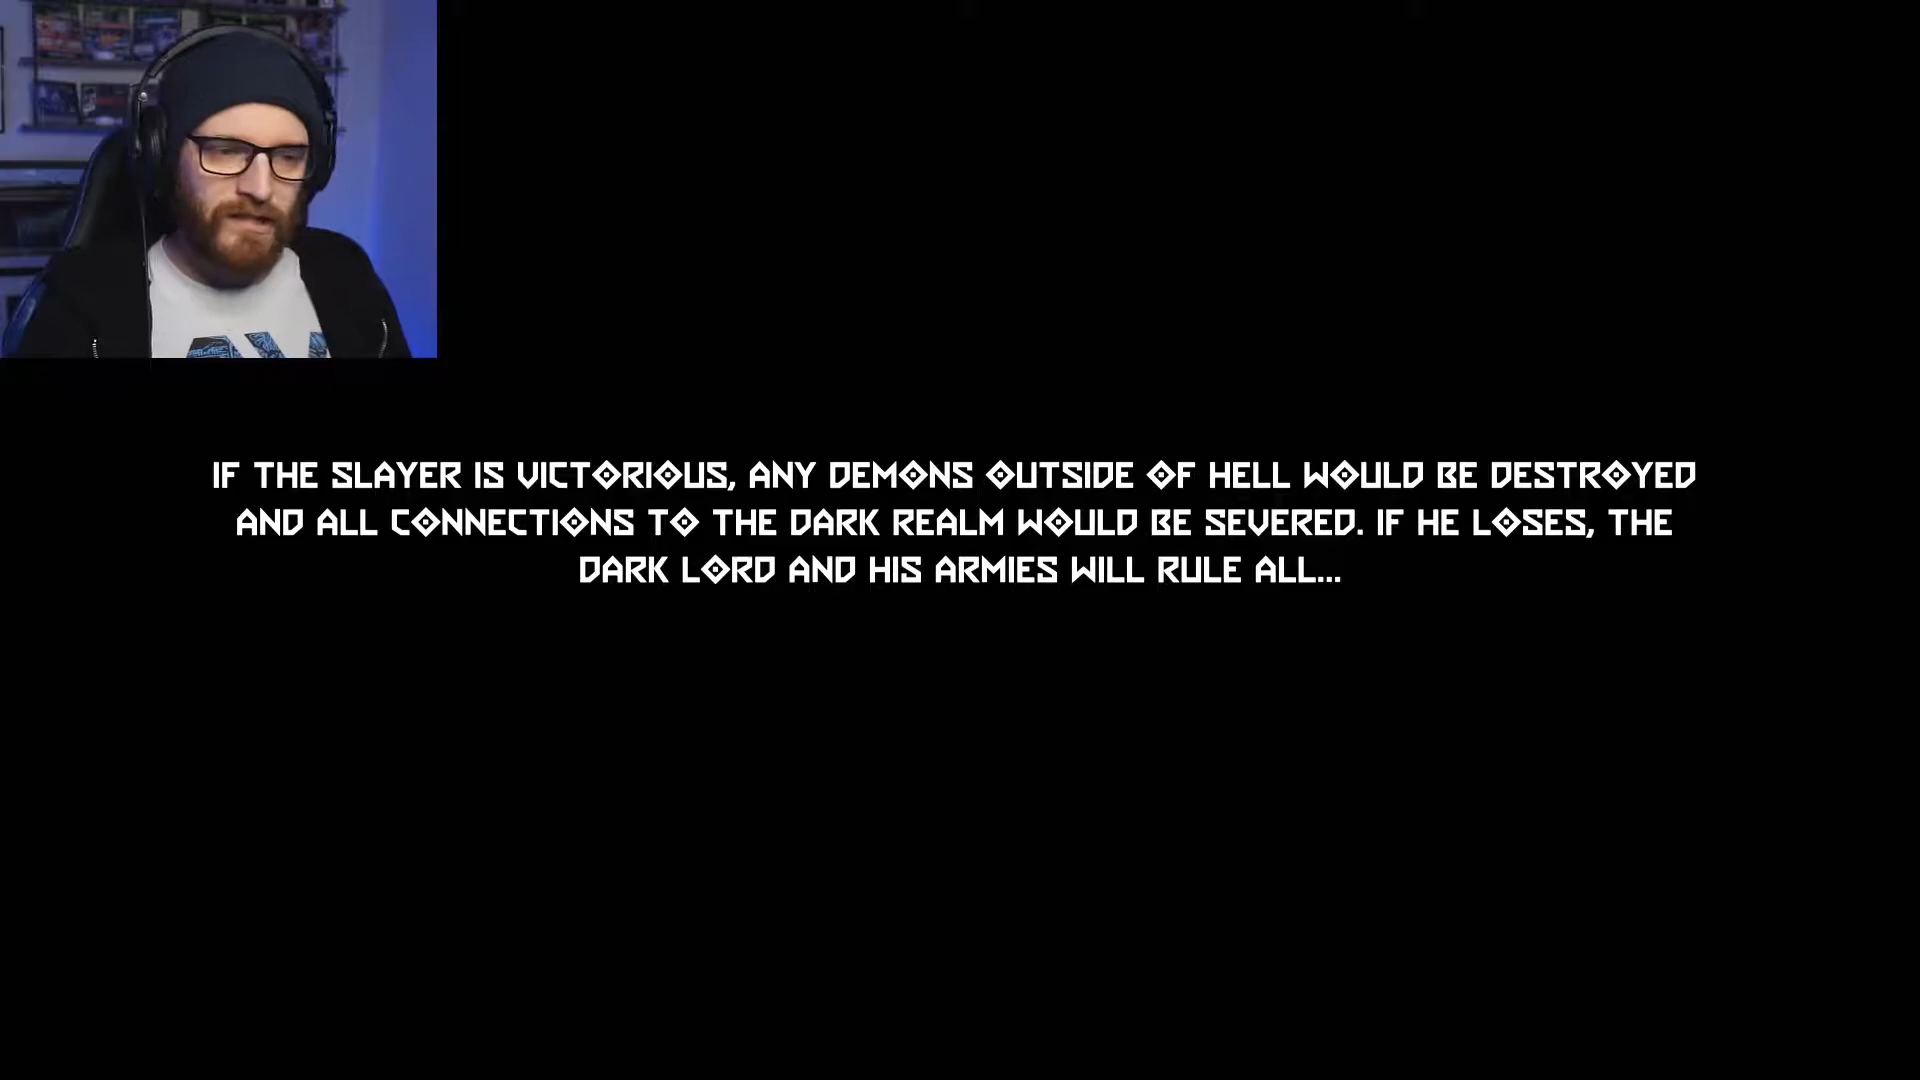 IF THE SLAYER IS VICTORIOUS, ANY DEMONS OUTSIDE OF HELL WOULD BE DESTROYED
AND ALL CONNECTIONS TO THE DARK REALM WOULD BE SEVERED. IF HE LOSES, THE
DARK LORD AND HIS ARMIES WILL RULE ALL...